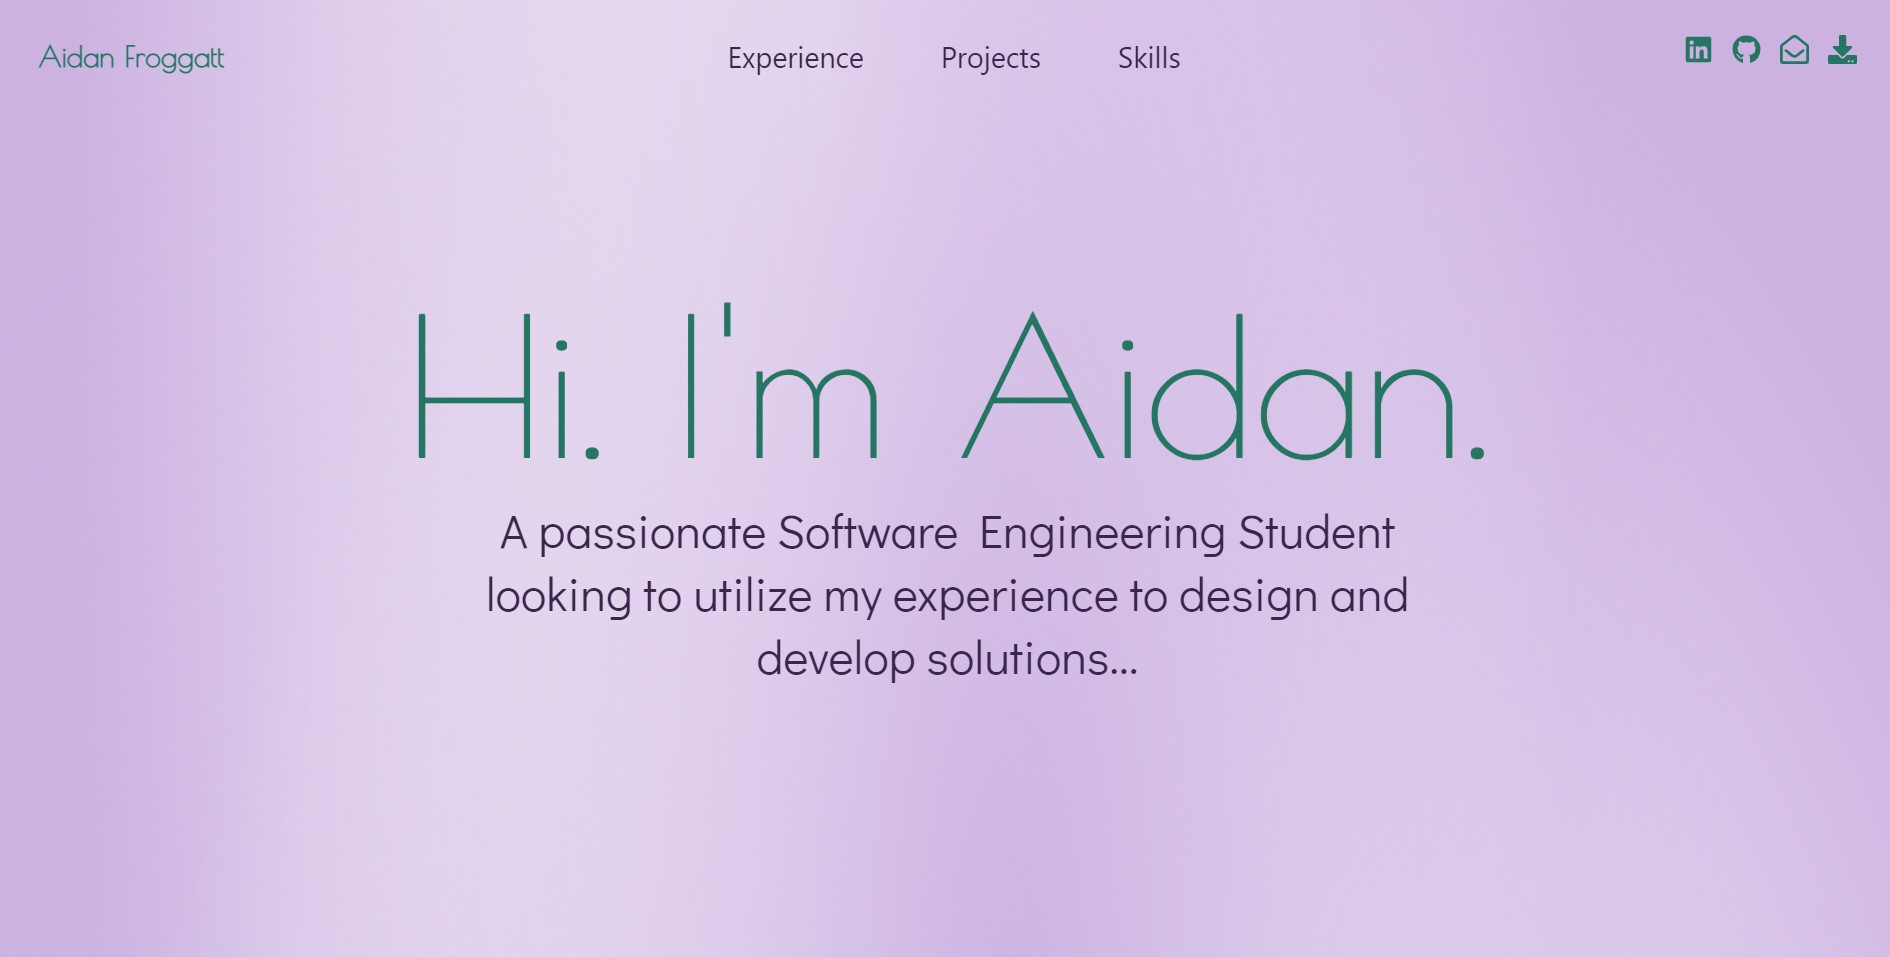 Aidan Froggatt
Experience Projects Skills
Hi. I'm Aidan.
A passionate Software Engineering Student
looking to utilize my experience to design and
develop solutions...